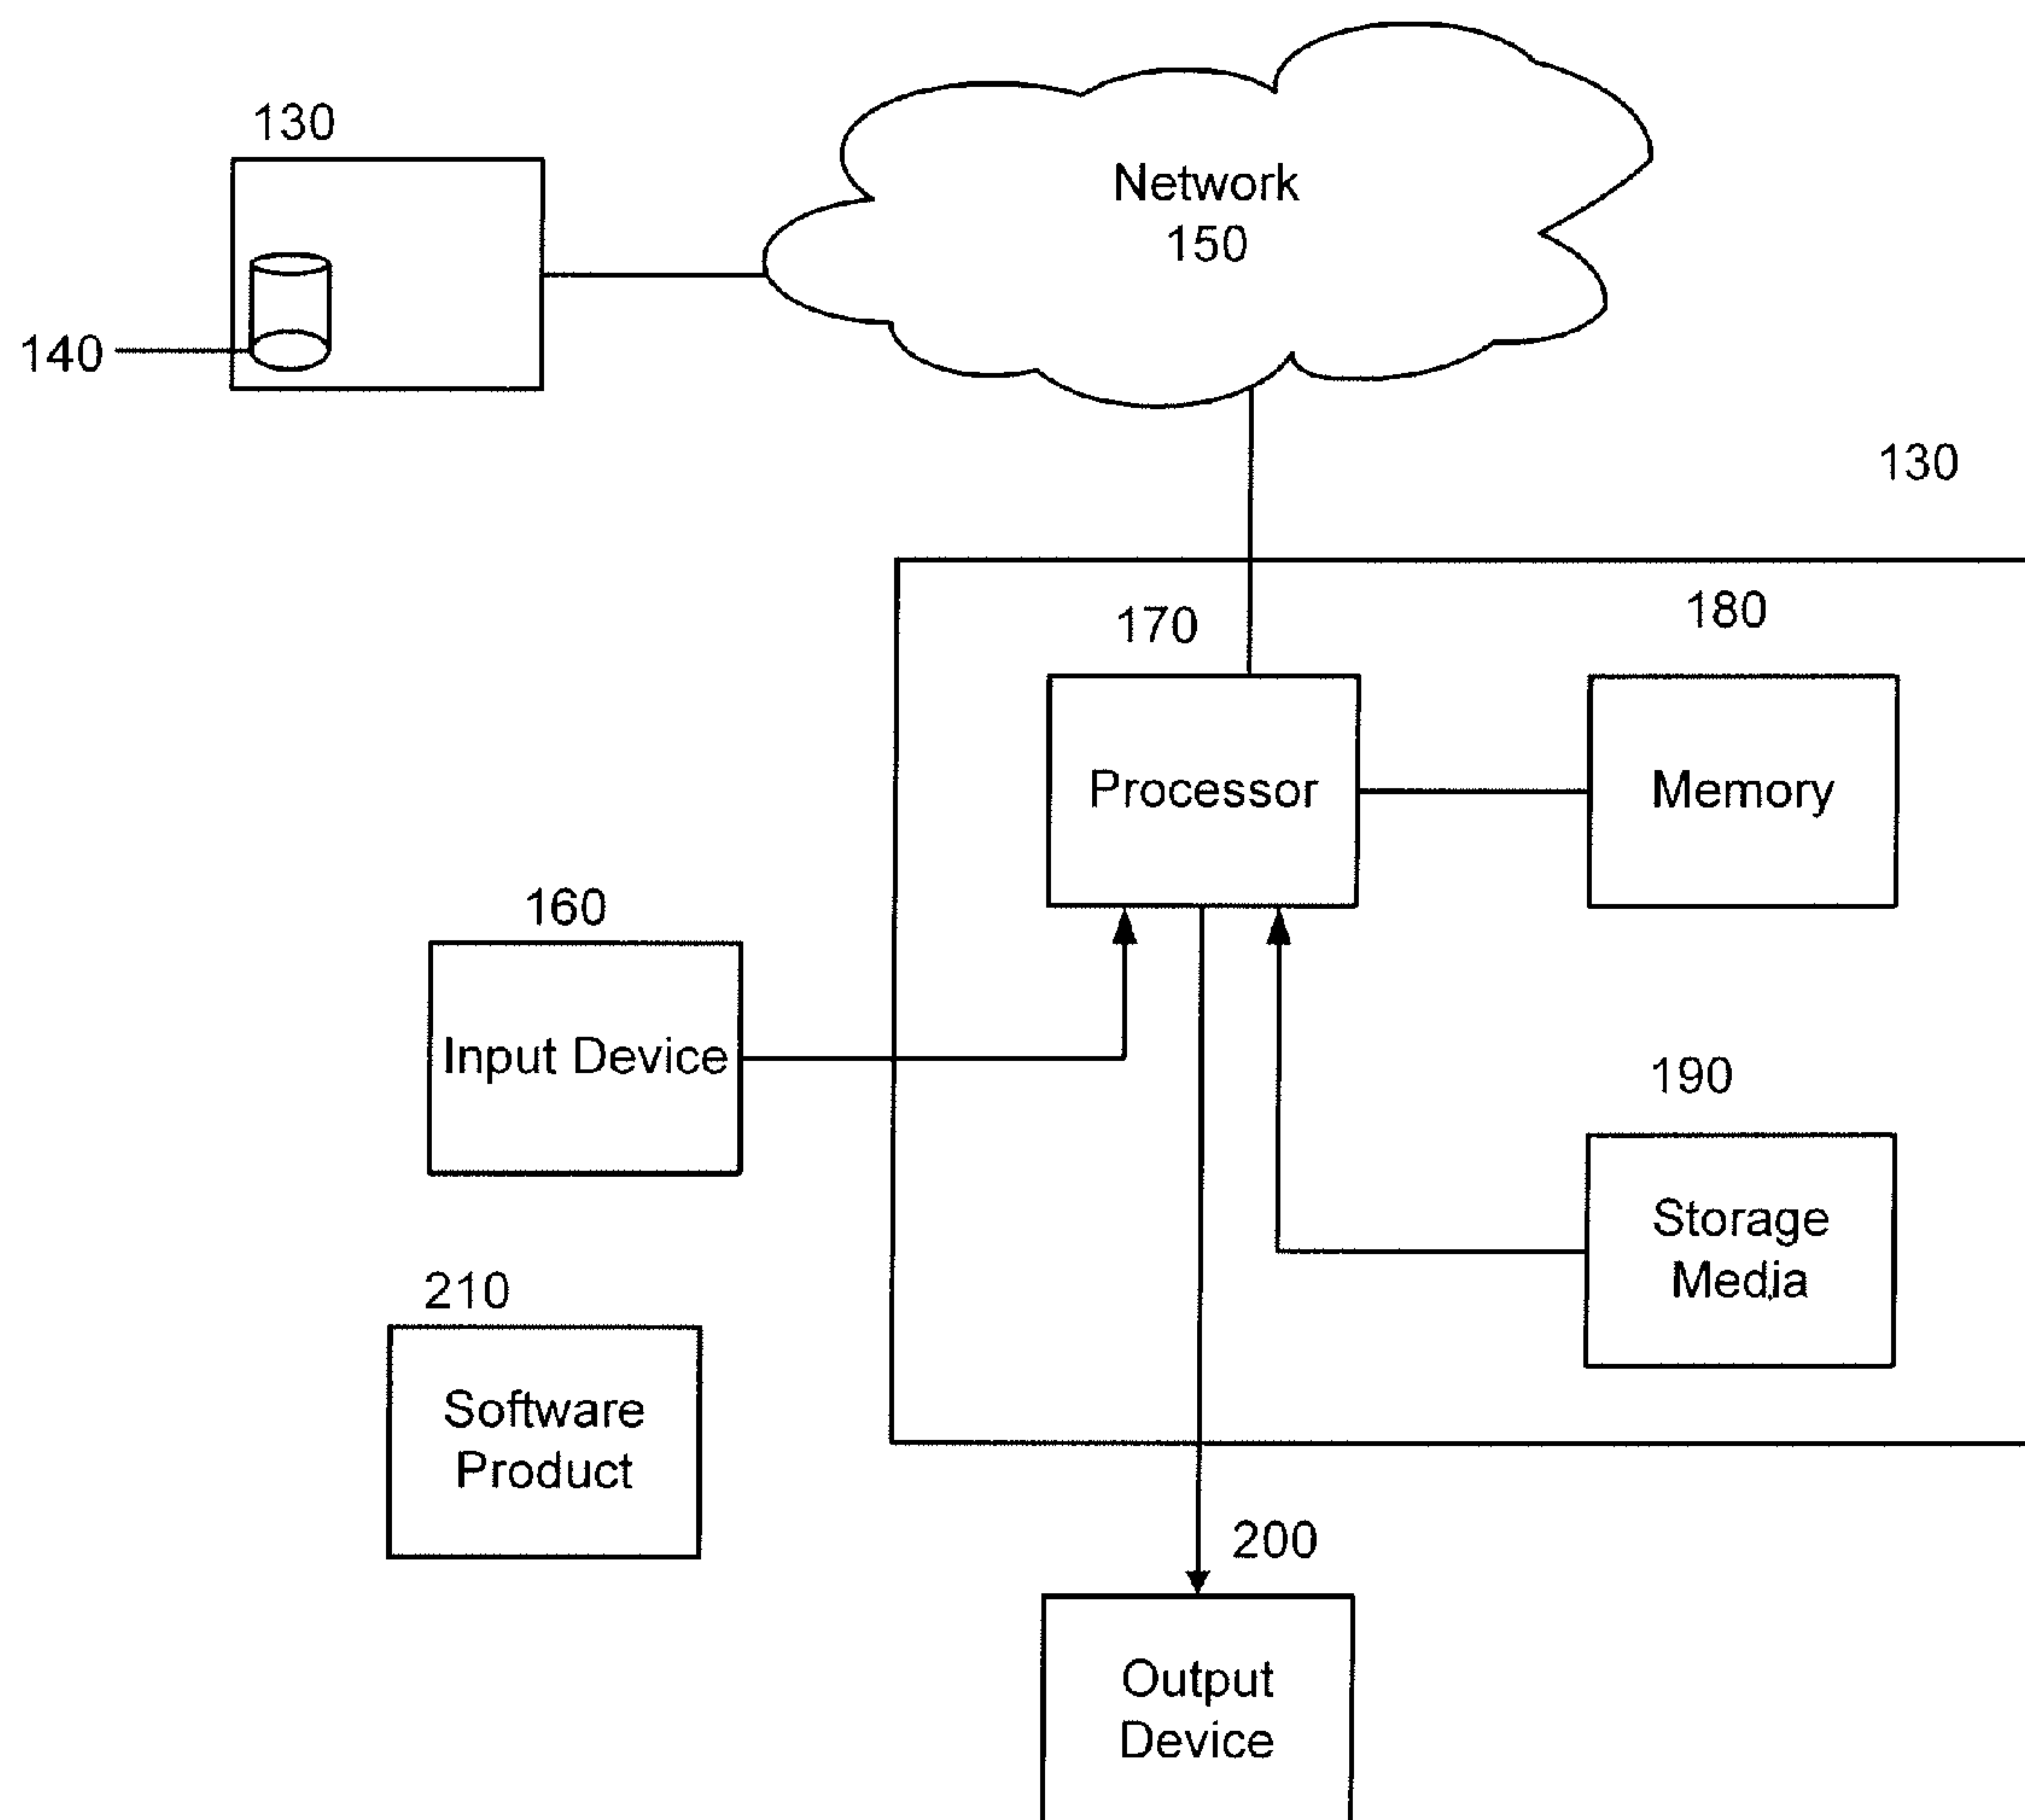 130
Network
150
140
130
170
180
Processor
Memory
160
Input Device
190
Storage
Media
210
Software
Product
200
Output
Device